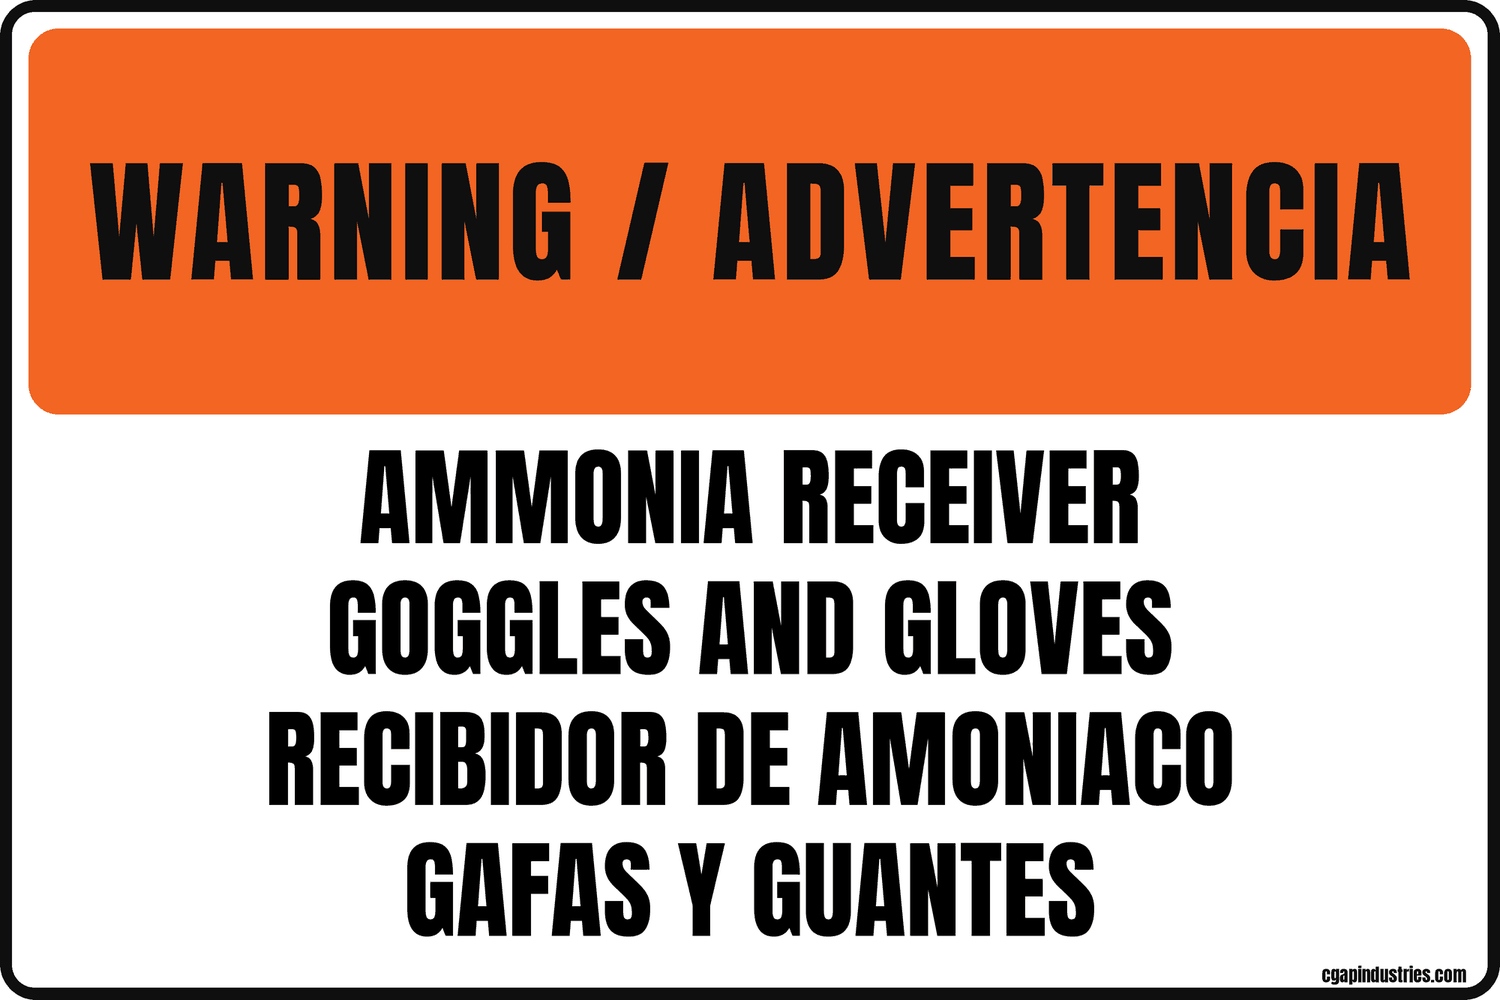 WARNING / ADVERTENCIA
AMMONIA RECEIVER
GOGGLES AND GLOVES
RECIBIDOR DE AMONIACO
GAFAS Y GUANTES
cgapindustries.com